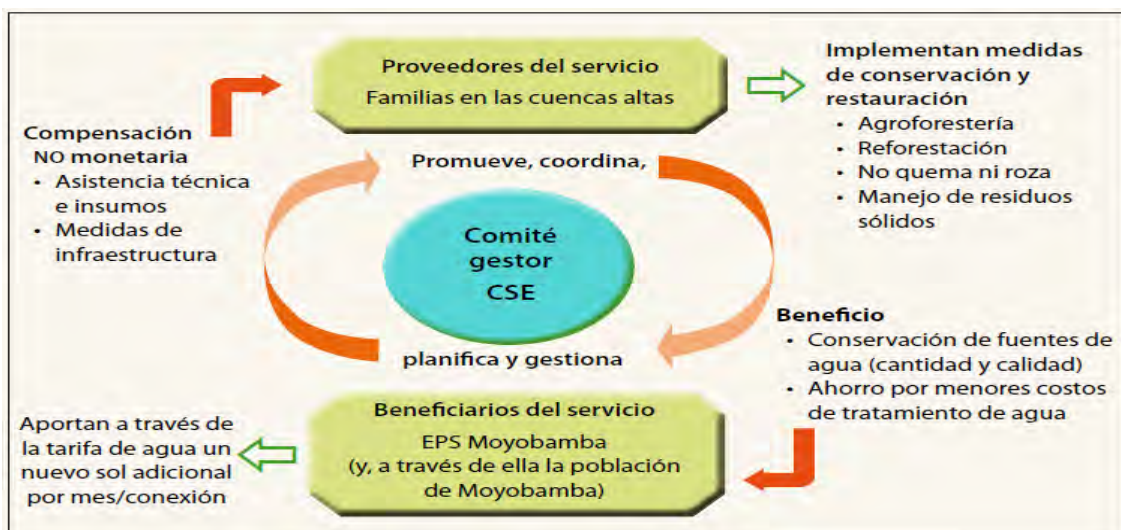 Proveedores del servicio
Familias en las cuencas altas
Implementan medidas
de conservación y
restauración
• Agroforestería
• Reforestación
• No quema ni roza
• Manejo de residuos
sólidos
Compensación
NO monetaria
• Asistencia técnica
e insumos
• Medidas de
infraestructura
Promueve, coordina,
Comité
gestor
CSE
planifica y gestiona
Beneficio
• Conservación de fuentes de
agua (cantidad y calidad)
• Ahorro por menores costos
de tratamiento de agua
Beneficiarios del servicio
EPS Moyobamba
(y, a través de ella la población
de Moyobamba)
Aportan a través de
la tarifa de agua un
nuevo sol adicional
por mes/conexión